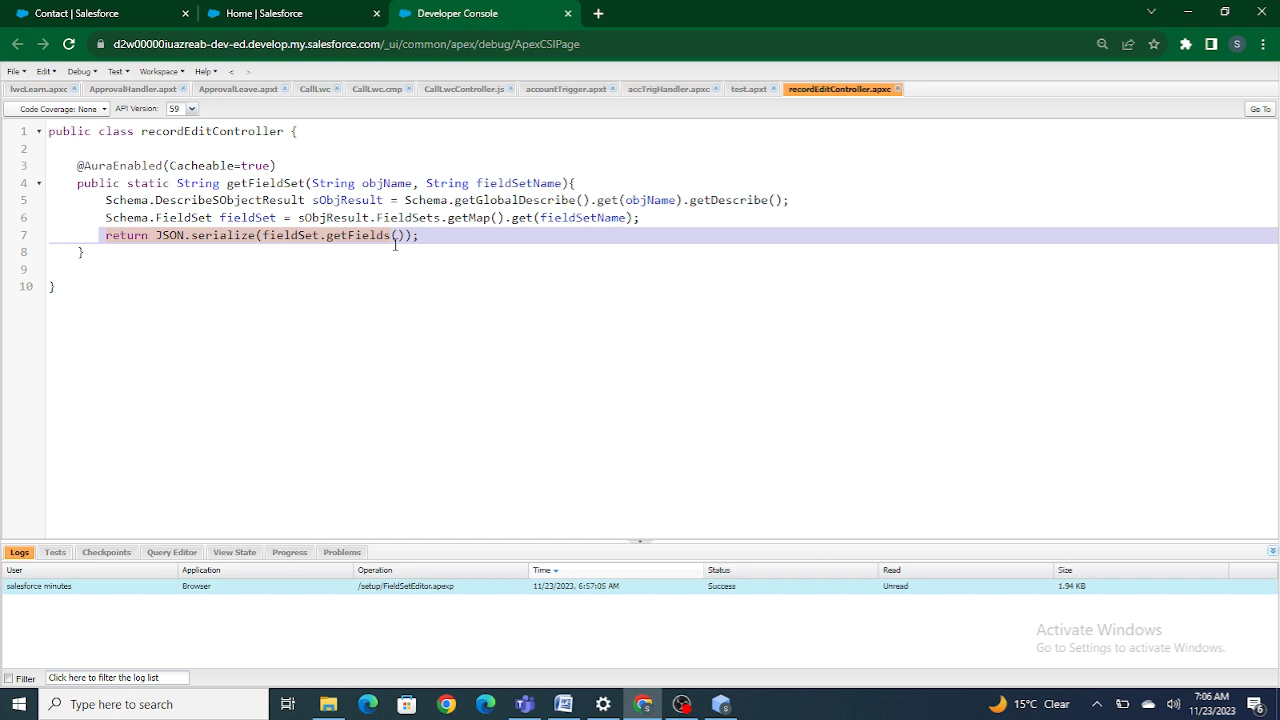 Contact | Salesforce
Home | Salesforce
Developer Console
d2w00000iuazreab-dev-ed.develop.my.salesforce.com/_ui/common/apex/debug/ApexCSIPage
S
File Edit Debug Test Workspace Help < >
lwcLearn.apxc ApprovalHandler.apxt ApprovalLeave.apxt CallLwc CallLwc.cmp CallLwcController.js accountTrigger.apxt accTrigHandler.apxc test.apxt recordEditController.apxc
Code Coverage: None API Version: 59 Go To
1 public class recordEditController {
2
3 @AuraEnabled(Cacheable=true)
4 public static String getFieldSet(String objName, String fieldSetName){
5 Schema.DescribeSObjectResult sObjResult = Schema.getGlobalDescribe().get(objName).getDescribe();
6 Schema.FieldSet fieldSet = sObjResult.FieldSets.getMap().get(fieldSetName);
7 return JSON.serialize(fieldSet.getFields());
8 }
9
10 }
Logs Tests Checkpoints Query Editor View State Progress Problems
User Application Operation Time Status Read Size
salesforce minutes Browser /setup/FieldSetEditor.apexp 11/23/2023, 6:57:05 AM Success Unread 1.94 KB
Activate Windows
Go to Settings to activate Windows.
Filter Click here to filter the log list
Type here to search
15°C Clear
7:06 AM
11/23/2023
6